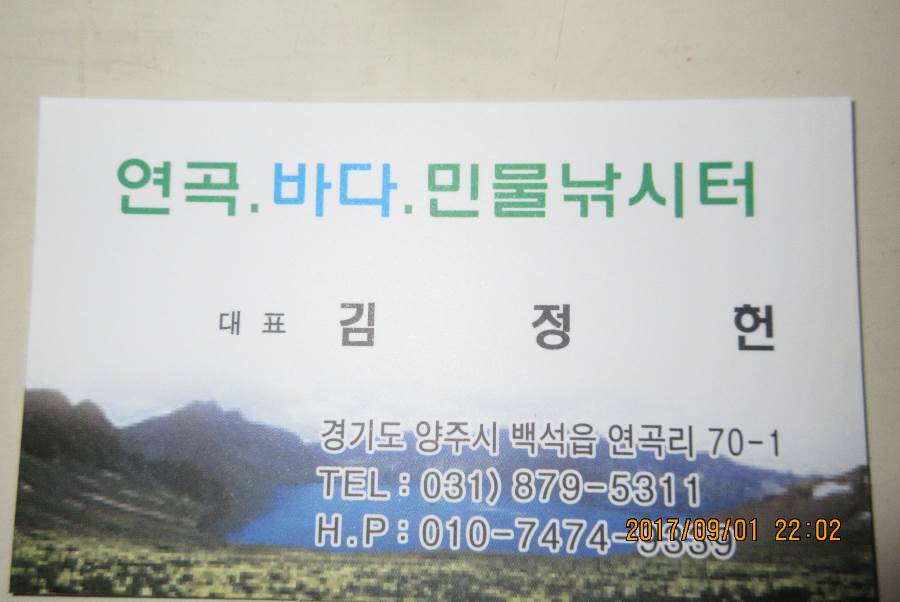 연곡.바다.민물낚시터
대 표 김 정 헌
경기도 양주시 백석읍 연곡리 70-1
TEL : 031) 879-5311
H.P : 010-7474-
2017/09/01 22:02